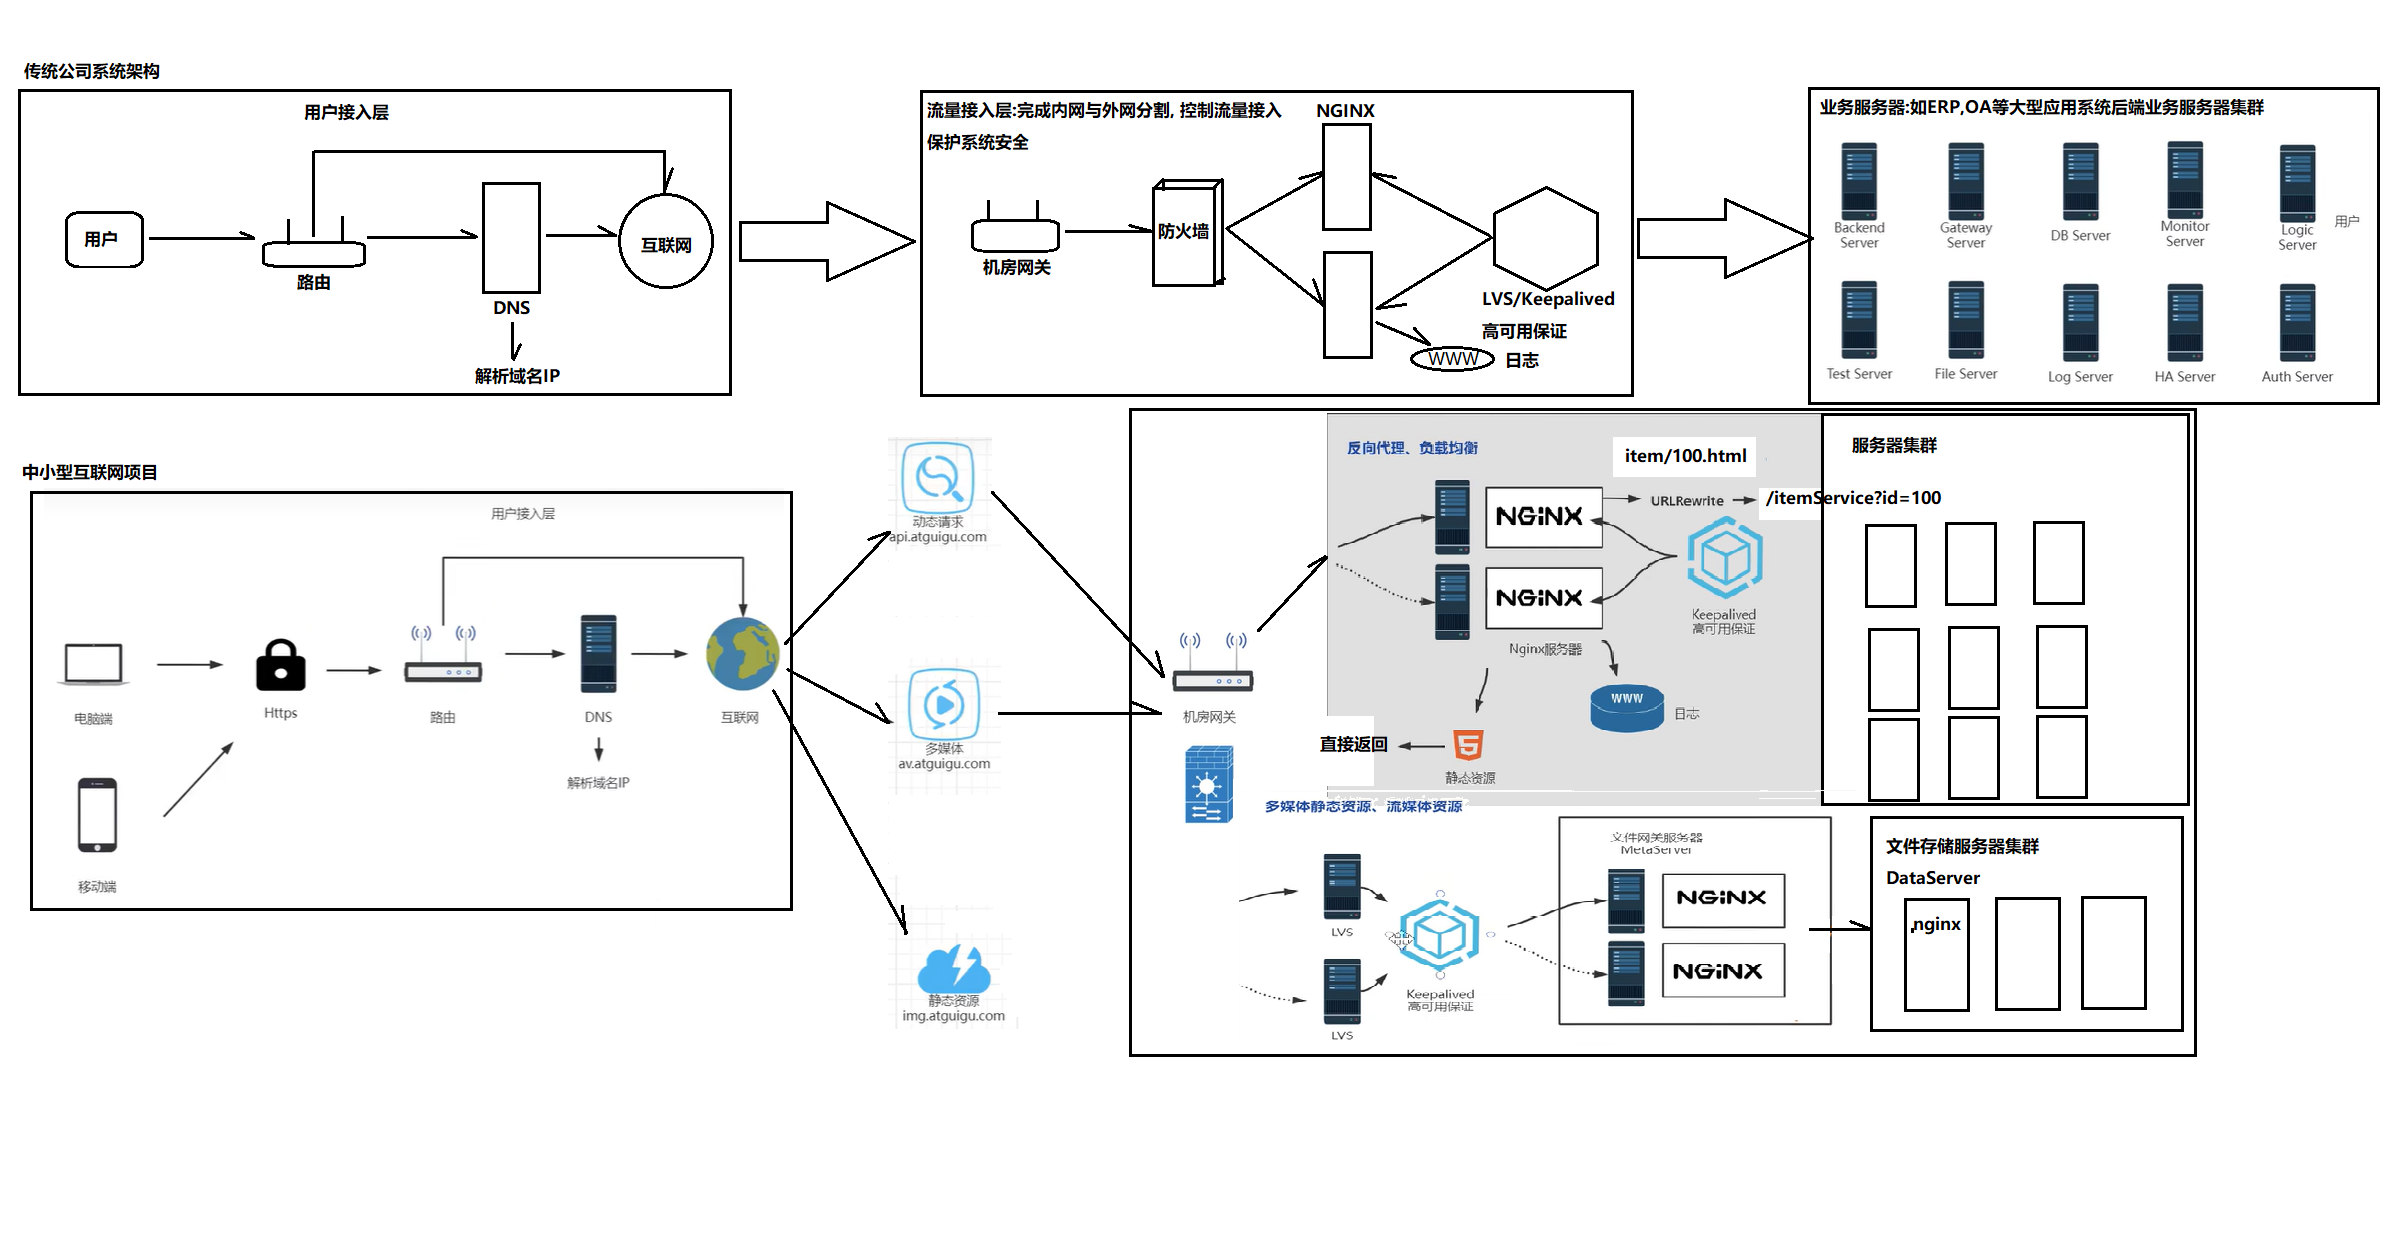 传统公司系统架构
用户接入层
用户
路由
DNS
解析域名IP
互联网
流量接入层:完成内网与外网分割, 控制流量接入
保护系统安全
NGINX
机房网关
防火墙
LVS/Keepalived
高可用保证
WWW
日志
业务服务器:如ERP,OA等大型应用系统后端业务服务器集群
Backend
Server
Gateway
Server
DB Server
Monitor
Server
Logic
Server
用户
Test Server
File Server
Log Server
HA Server
Auth Server
中小型互联网项目
用户接入层
电脑端
Https
路由
DNS
互联网
解析域名IP
移动端
动态请求
api.atguigu.com
多媒体
av.atguigu.com
静态资源
img.atguigu.com
机房网关
反向代理、负载均衡
item/100.html
NGINX
URLRewrite
/itemService?id=100
NGINX
Keepalived
高可用保证
Nginx服务器
WWW
日志
直接返回
静态资源
服务器集群
多媒体静态资源、流媒体资源
LVS
LVS
Keepalived
高可用保证
文件网关服务器
MetaServer
NGINX
NGINX
文件存储服务器集群
DataServer
nginx